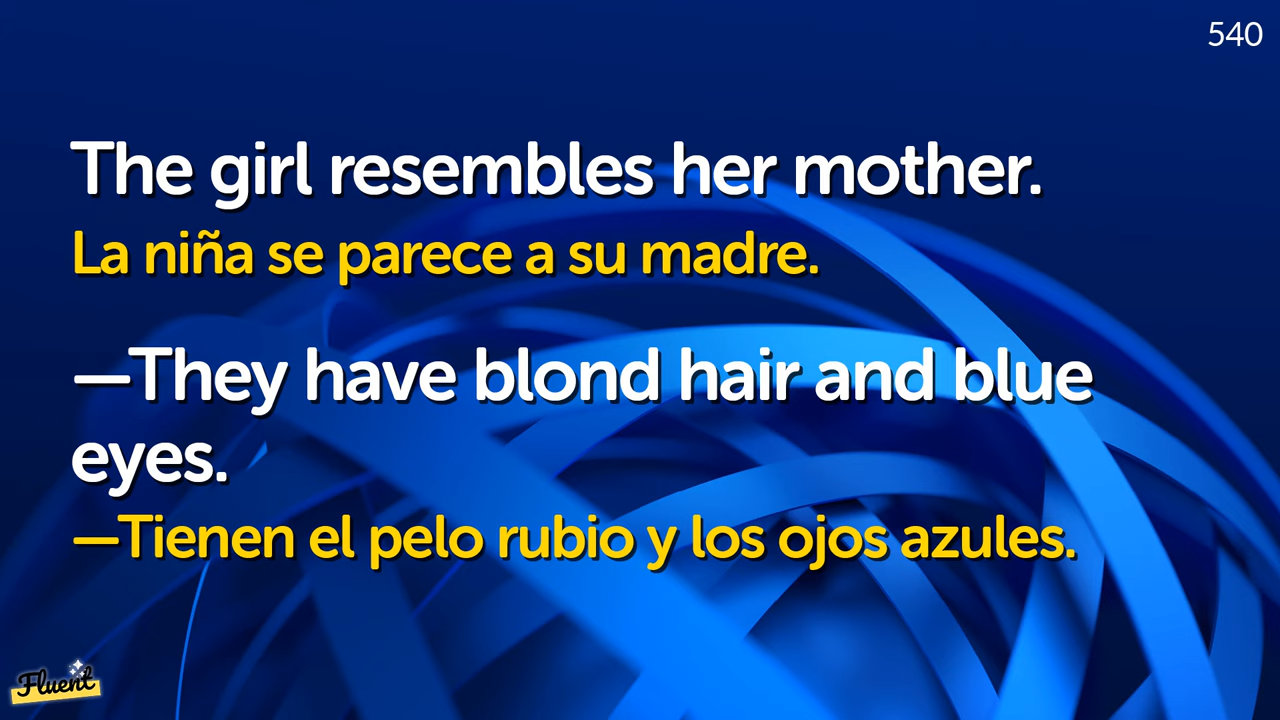 540
The girl resembles her mother.
La niña se parece a su madre.
—They have blond hair and blue
eyes.
—Tienen el pelo rubio y los ojos azules.
Fluent